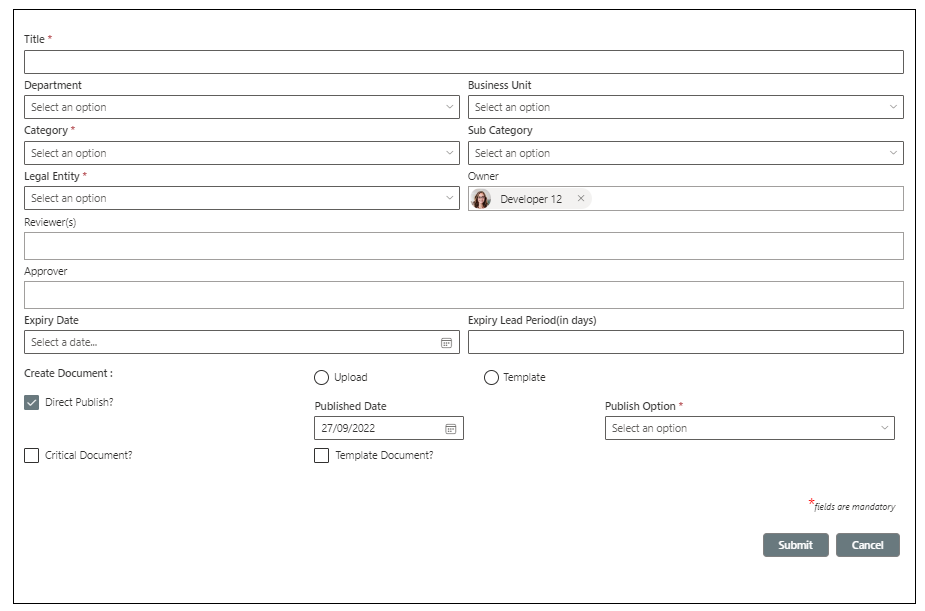 Title *
Department
Business Unit
Select an option
Select an option
Category *
Sub Category
Select an option
Select an option
Legal Entity *
Owner
Select an option
Developer 12
Reviewer(s)
Approver
Expiry Date
Expiry Lead Period(in days)
Select a date...
Create Document :
Upload
Template
Direct Publish?
Published Date
Publish Option *
27/09/2022
Select an option
Critical Document?
Template Document?
*fields are mandatory
Submit
Cancel